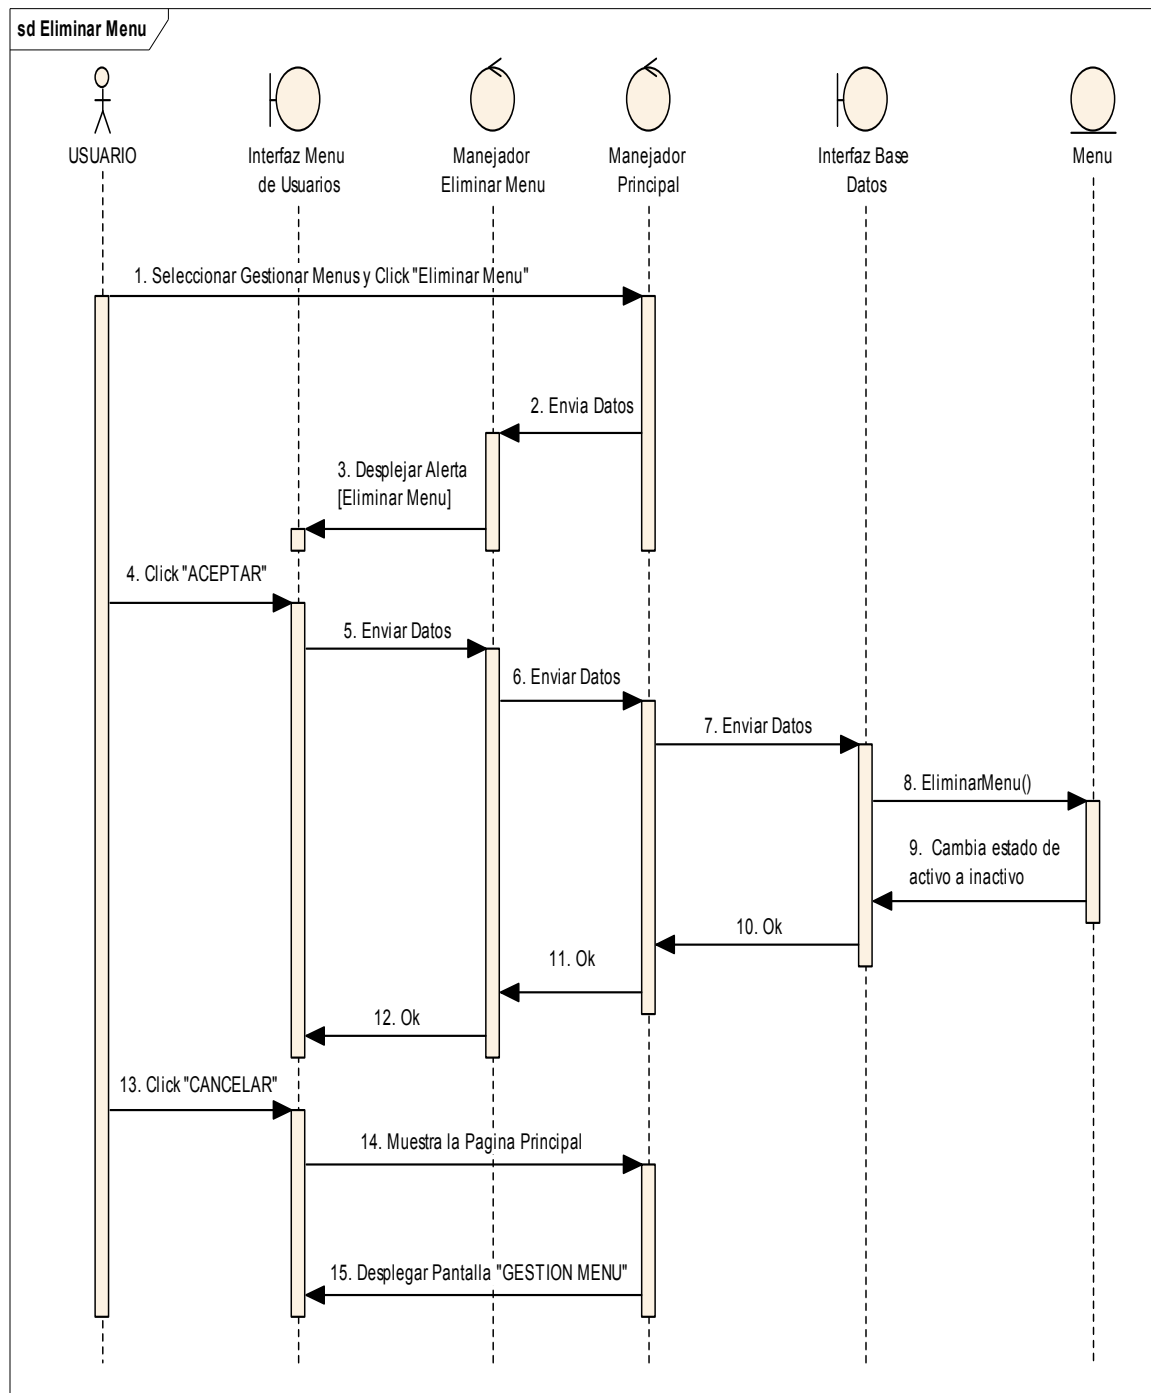 sd Eliminar Menu
USUARIO
Interfaz Menu
de Usuarios
Manejador
Eliminar Menu
Manejador
Principal
Interfaz Base
Datos
Menu
1. Seleccionar Gestionar Menus y Click "Eliminar Menu"
2. Envia Datos
3. Desplejar Alerta
[Eliminar Menu]
4. Click "ACEPTAR"
5. Enviar Datos
6. Enviar Datos
7. Enviar Datos
8. EliminarMenu()
9. Cambia estado de
activo a inactivo
10. Ok
11. Ok
12. Ok
13. Click "CANCELAR"
14. Muestra la Pagina Principal
15. Desplegar Pantalla "GESTION MENU"